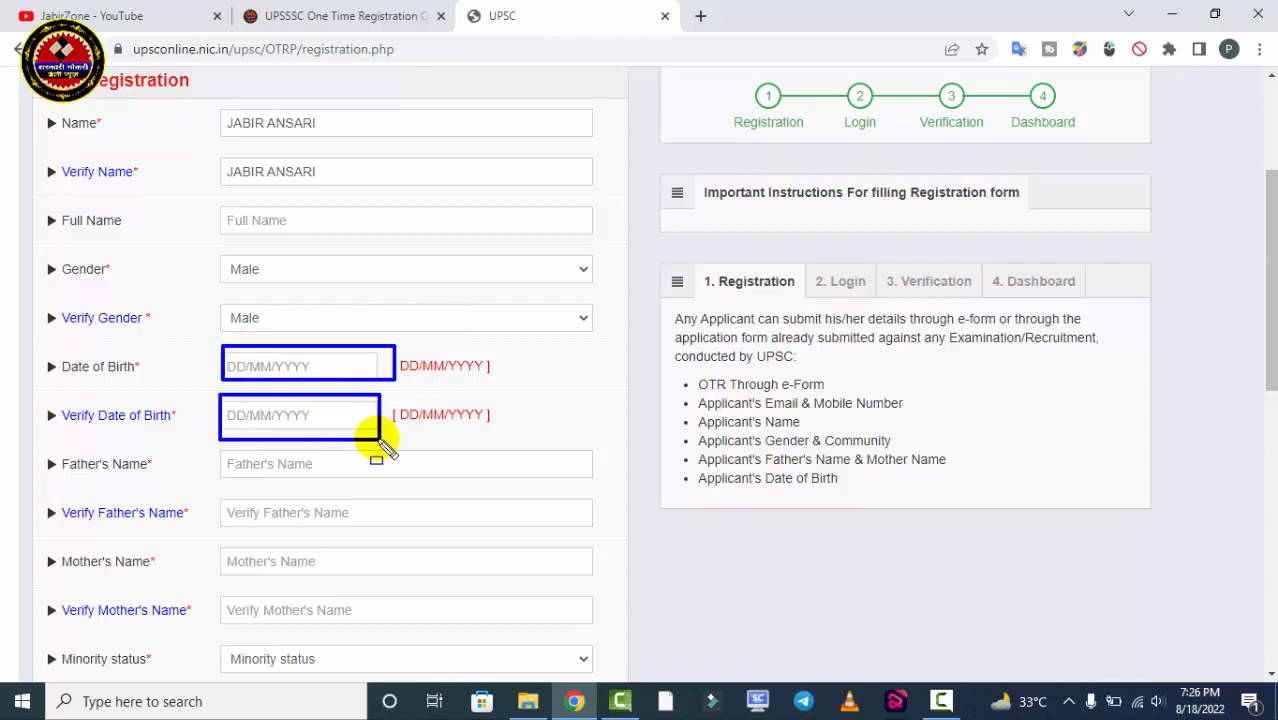 JabirZone - YouTube
UPSSSC One Time Registration C
UPSC
upsconline.nic.in/upsc/OTRP/registration.php
P
सरकारी नौकरी
egistration
Name*
JABIR ANSARI
Verify Name*
JABIR ANSARI
Full Name
Full Name
Gender*
Male
Verify Gender *
Male
Date of Birth*
DD/MM/YYYY
DD/MM/YYYY ]
Verify Date of Birth*
DD/MM/YYYY
[ DD/MM/YYYY ]
Father's Name*
Father's Name
Verify Father's Name*
Verify Father's Name
Mother's Name*
Mother's Name
Verify Mother's Name*
Verify Mother's Name
Minority status*
Minority status
1 2 3 4
Registration Login Verification Dashboard
Important Instructions For filling Registration form
1. Registration 2. Login 3. Verification 4. Dashboard
Any Applicant can submit his/her details through e-form or through the
application form already submitted against any Examination/Recruitment,
conducted by UPSC:
OTR Through e-Form
Applicant's Email & Mobile Number
Applicant's Name
Applicant's Gender & Community
Applicant's Father's Name & Mother Name
Applicant's Date of Birth
Type here to search
33°C
7:26 PM
8/18/2022
1